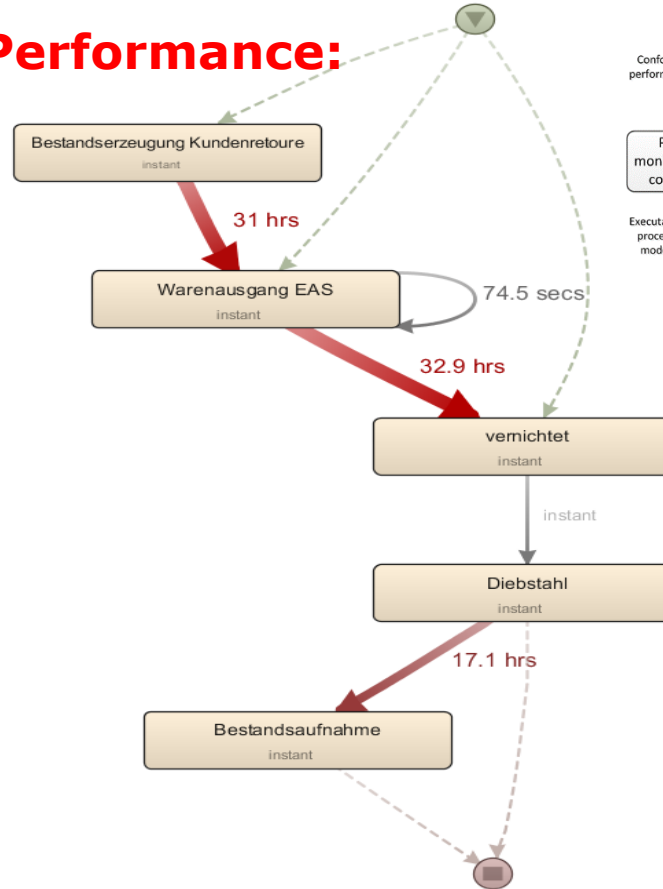 Performance:
Bestandserzeugung Kundenretoure
instant
31 hrs
Warenausgang EAS
instant
74.5 secs
32.9 hrs
vernichtet
instant
instant
Diebstahl
instant
17.1 hrs
Bestandsaufnahme
instant